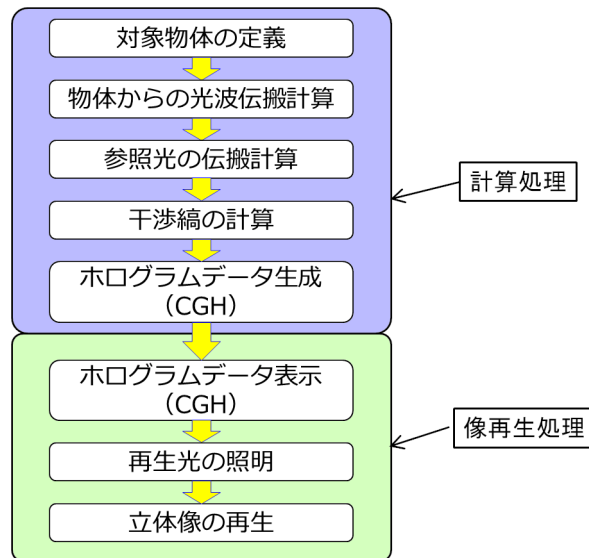 対象物体の定義
物体からの光波伝搬計算
参照光の伝搬計算
干渉縞の計算
ホログラムデータ生成
（CGH）
計算処理
ホログラムデータ表示
（CGH）
再生光の照明
立体像の再生
像再生処理